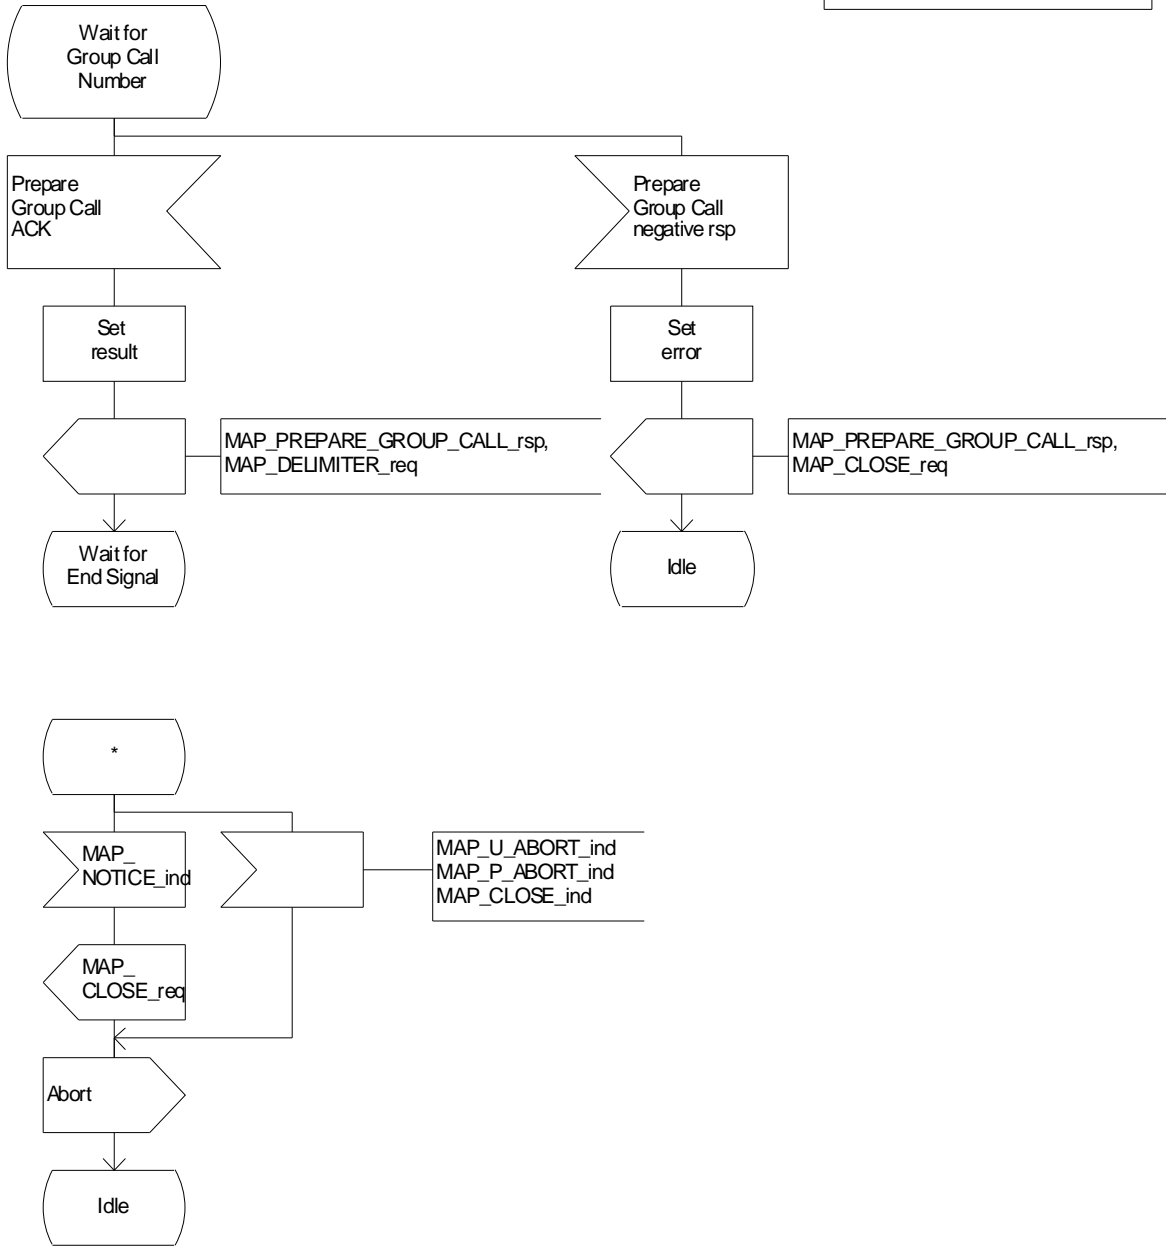 Wait for
Group Call
Number
Prepare
Group Call
ACK
Prepare
Group Call
negative rsp
Set
result
Set
error
MAP_PREPARE_GROUP_CALL_rsp,
MAP_DELIMITER_req
MAP_PREPARE_GROUP_CALL_rsp,
MAP_CLOSE_req
Wait for
End Signal
Idle
*
MAP_
NOTICE_ind
MAP_U_ABORT_ind
MAP_P_ABORT_ind
MAP_CLOSE_ind
MAP_
CLOSE_req
Abort
Idle